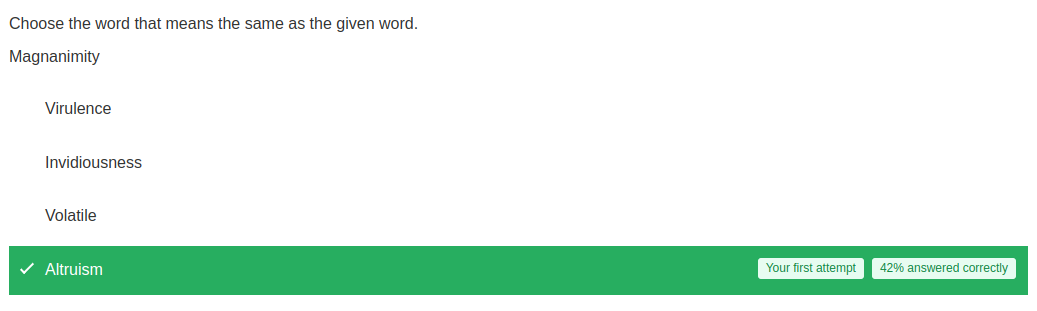 Choose the word that means the same as the given word.
Magnanimity
Virulence
Invidiousness
Volatile
Altruism Your first attempt 42% answered correctly